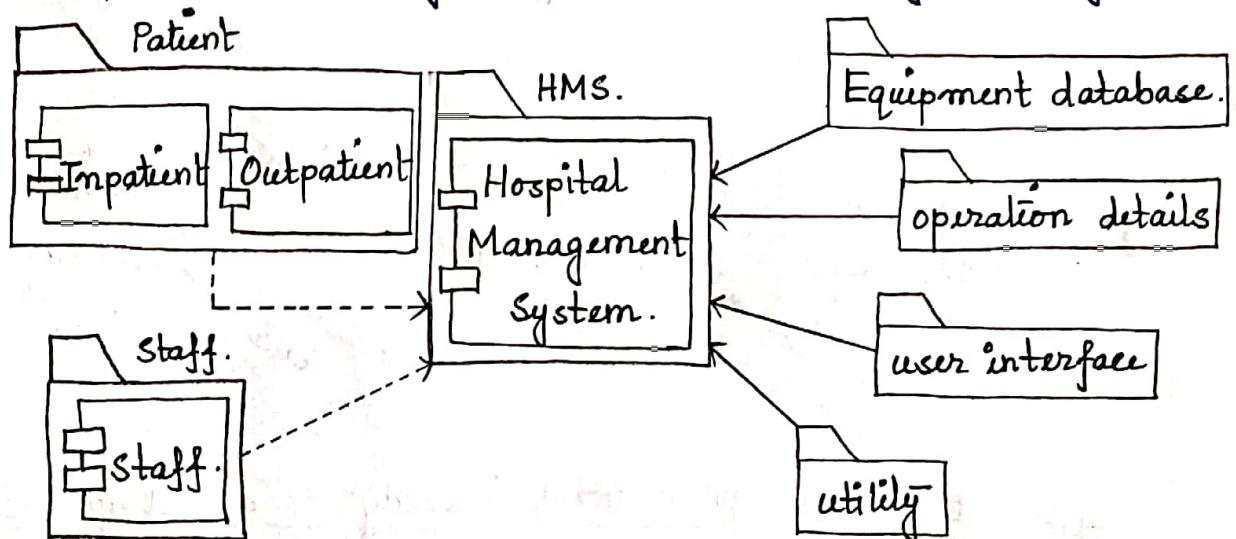 Patient
Inpatient
Outpatient
HMS.
Hospital
Management
System.
Staff.
Staff.
Equipment database.
operation details
user interface
utility